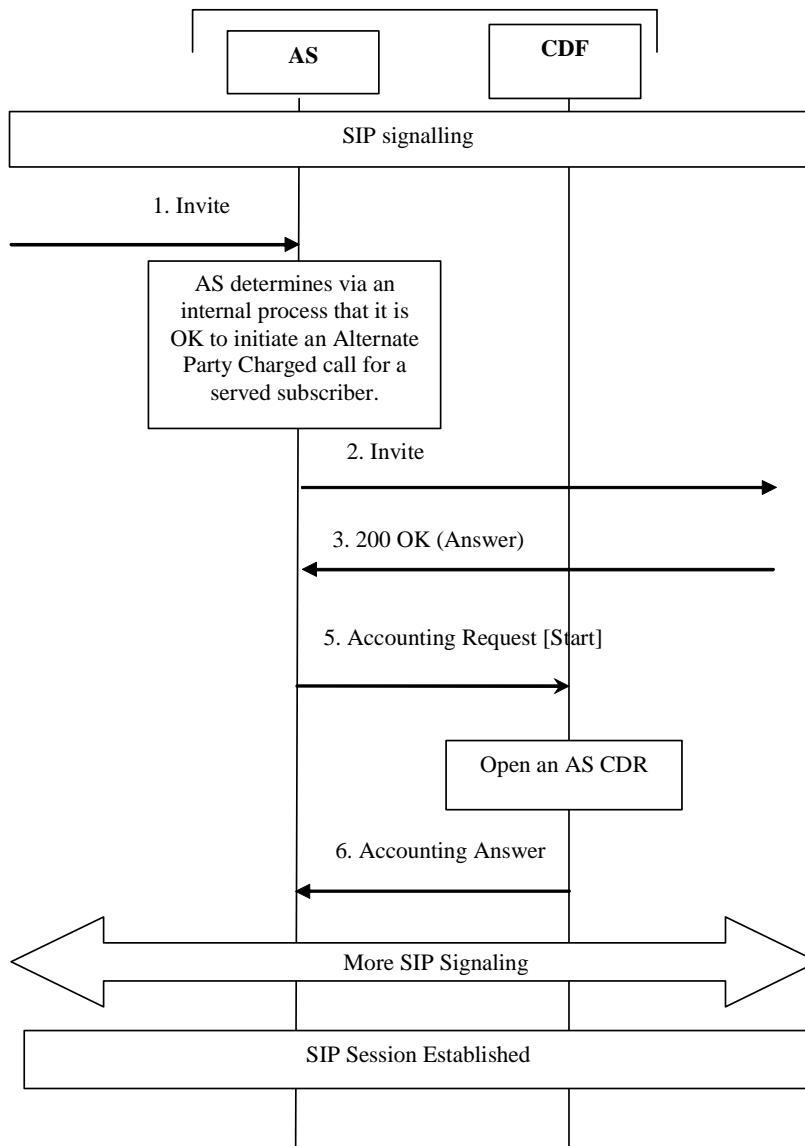 AS
CDF
SIP signalling
1. Invite
AS determines via an
internal process that it is
OK to initiate an Alternate
Party Charged call for a
served subscriber.
2. Invite
3. 200 OK (Answer)
5. Accounting Request [Start]
Open an AS CDR
6. Accounting Answer
More SIP Signaling
SIP Session Established